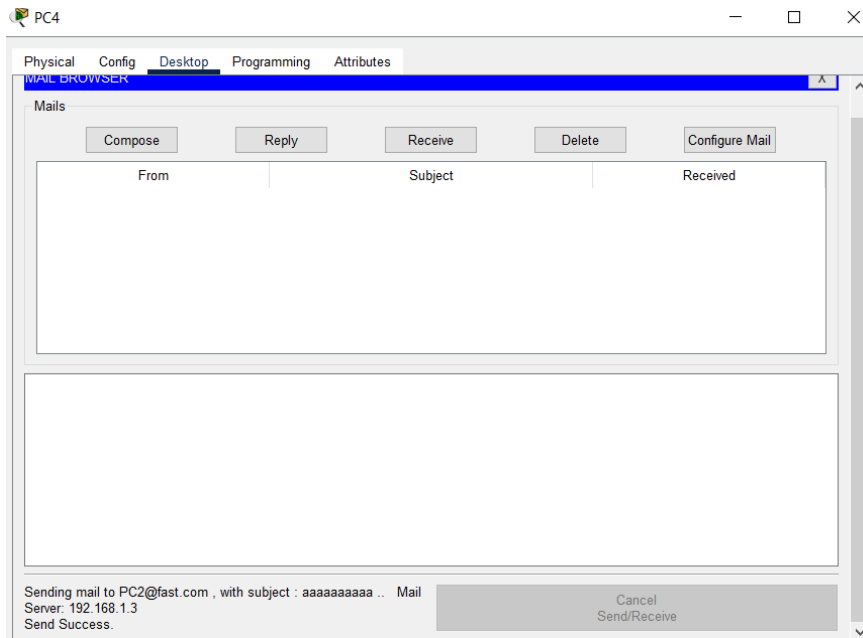 PC4
Physical Config Desktop Programming Attributes
MAIL BROWSER X
Mails
Compose Reply Receive Delete Configure Mail
From Subject Received
Sending mail to PC2@fast.com , with subject : aaaaaaaaaa .. Mail
Server: 192.168.1.3
Send Success.
Cancel
Send/Receive